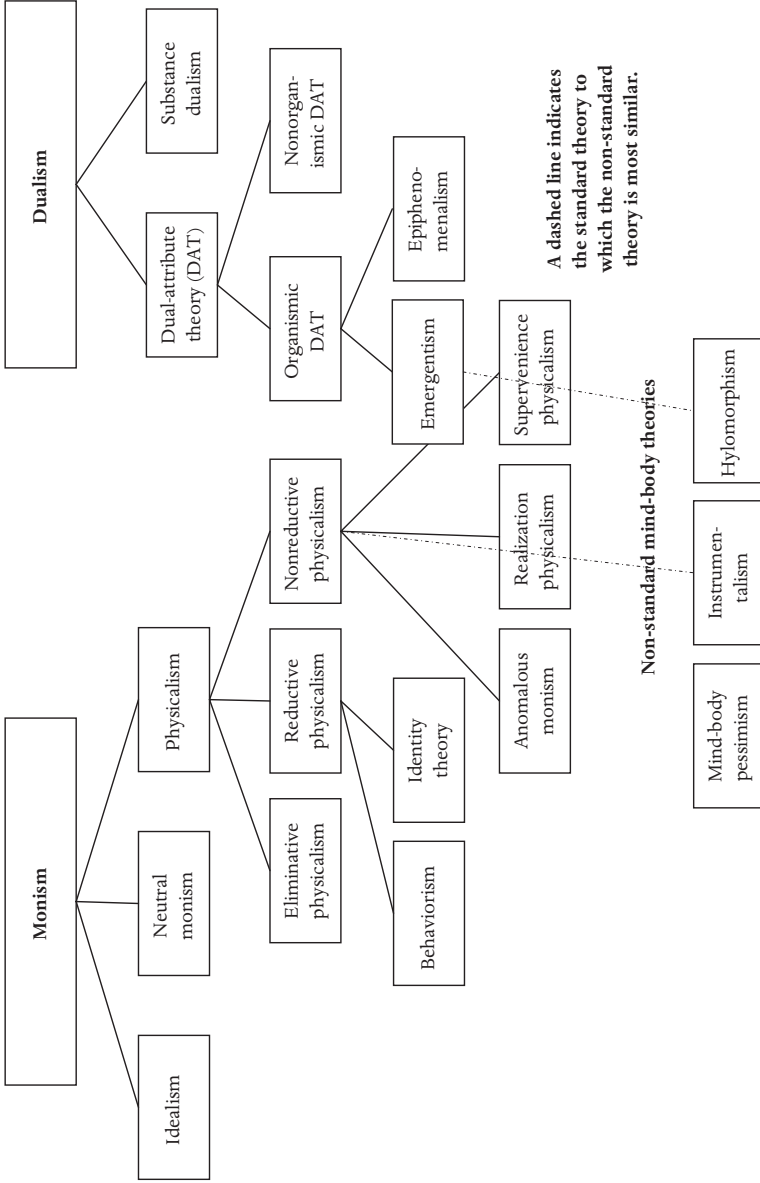 Monism
Dualism
Idealism
Neutral
monism
Physicalism
Dual-attribute
theory (DAT)
Substance
dualism
Eliminative
physicalism
Reductive
physicalism
Nonreductive
physicalism
Organismic
DAT
Nonorgan-
ismic DAT
Behaviorism
Identity
theory
Emergentism
Epipheno-
menalism
Anomalous
monism
Realization
physicalism
Supervenience
physicalism
A dashed line indicates
the standard theory to
which the non-standard
theory is most similar.
Non-standard mind-body theories
Mind-body
pessimism
Instrumen-
talism
Hylomorphism